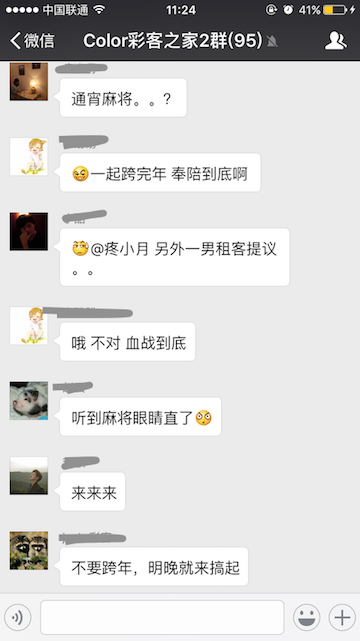 中国联通
11:24
41%
微信
Color彩客之家2群(95)
通宵麻将。。?
一起跨完年 奉陪到底啊
@疼小月 另外一男租客提议
。。
哦 不对 血战到底
听到麻将眼睛直了
来来来
不要跨年，明晚就来搞起